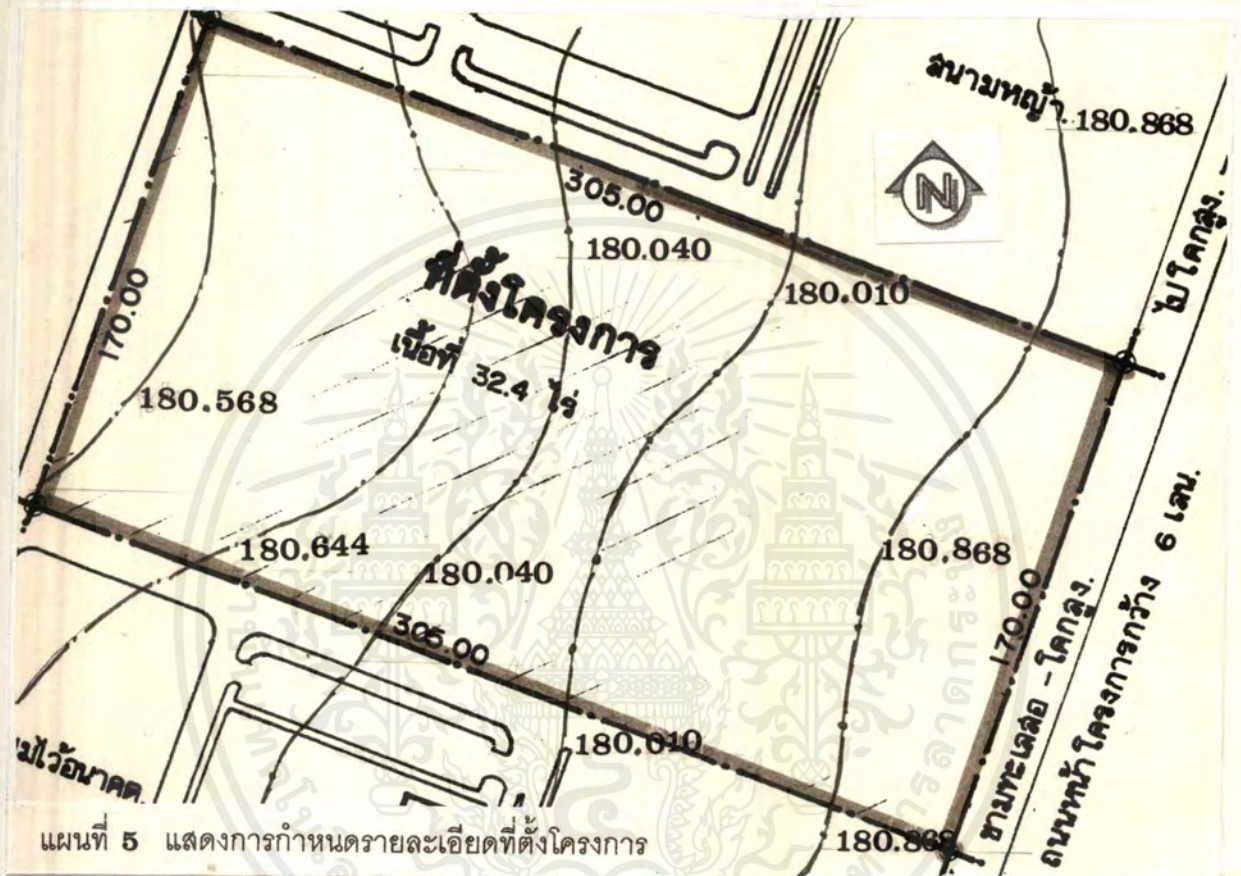 สนามหญ้า.
180.868
N
ไปโคกสูง.
305.00
180.040
180.010
ที่ตั้งโครงการ
เนื้อที่ 32.4 ไร่
170.00
180.568
180.644
180.040
180.868
305.00
170.00
180.010
180.868
ขามทะเลสอ - โคกสูง.
ถนนหน้าโครงการกว้าง 6 เลน.
แผนที่ 5 แสดงการกำหนดรายละเอียดที่ตั้งโครงการ